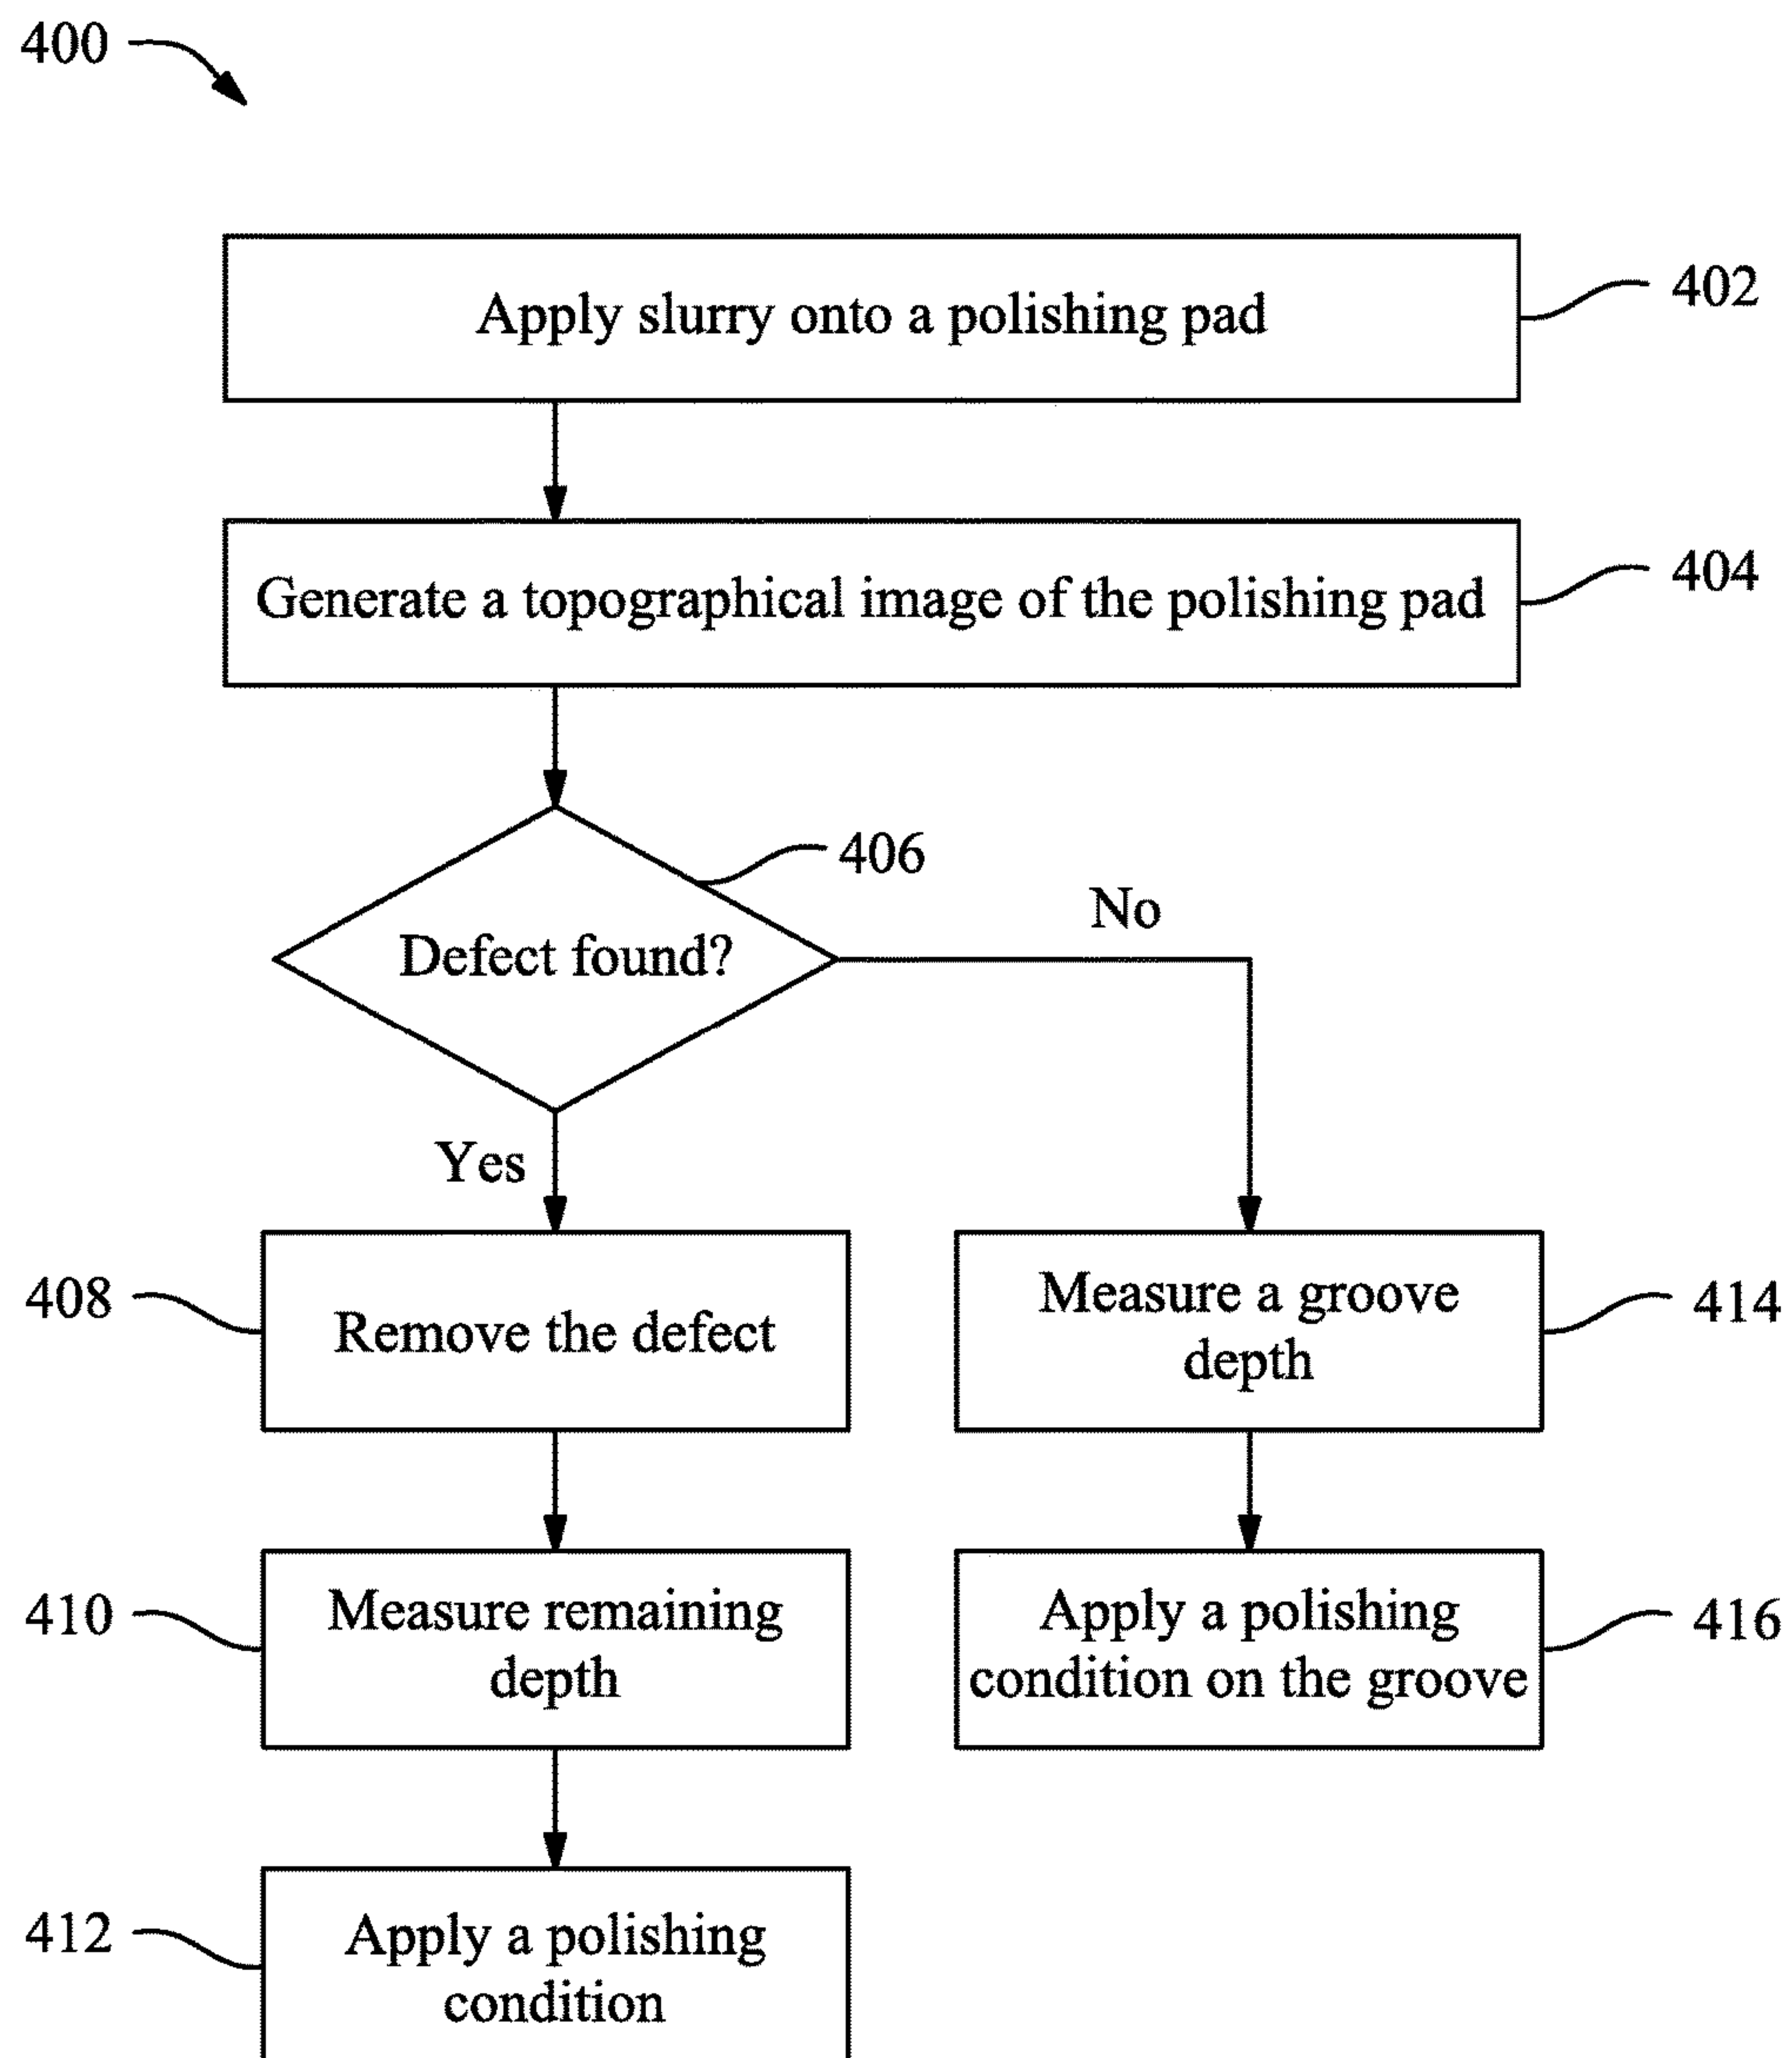 400
Apply slurry onto a polishing pad
402
Generate a topographical image of the polishing pad
404
406
Defect found?
No
Yes
408
Remove the defect
Measure a groove
depth
414
410
Measure remaining
depth
Apply a polishing
condition on the groove
416
412
Apply a polishing
condition